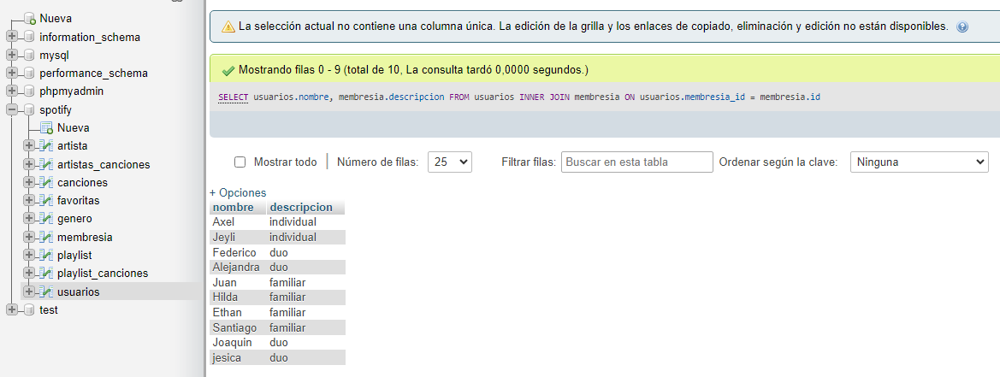 Nueva
information_schema
mysql
performance_schema
phpmyadmin
spotify
Nueva
artista
artistas_canciones
canciones
favoritas
genero
membresia
playlist
playlist_canciones
usuarios
test
La selección actual no contiene una columna única. La edición de la grilla y los enlaces de copiado, eliminación y edición no están disponibles.
Mostrando filas 0 - 9 (total de 10, La consulta tardó 0,0000 segundos.)
SELECT usuarios.nombre, membresia.descripcion FROM usuarios INNER JOIN membresia ON usuarios.membresia_id = membresia.id
Mostrar todo | Número de filas: 25 Filtrar filas: Buscar en esta tabla Ordenar según la clave: Ninguna
+ Opciones
nombre descripcion
Axel individual
Jeyli individual
Federico duo
Alejandra duo
Juan familiar
Hilda familiar
Ethan familiar
Santiago familiar
Joaquin duo
jesica duo